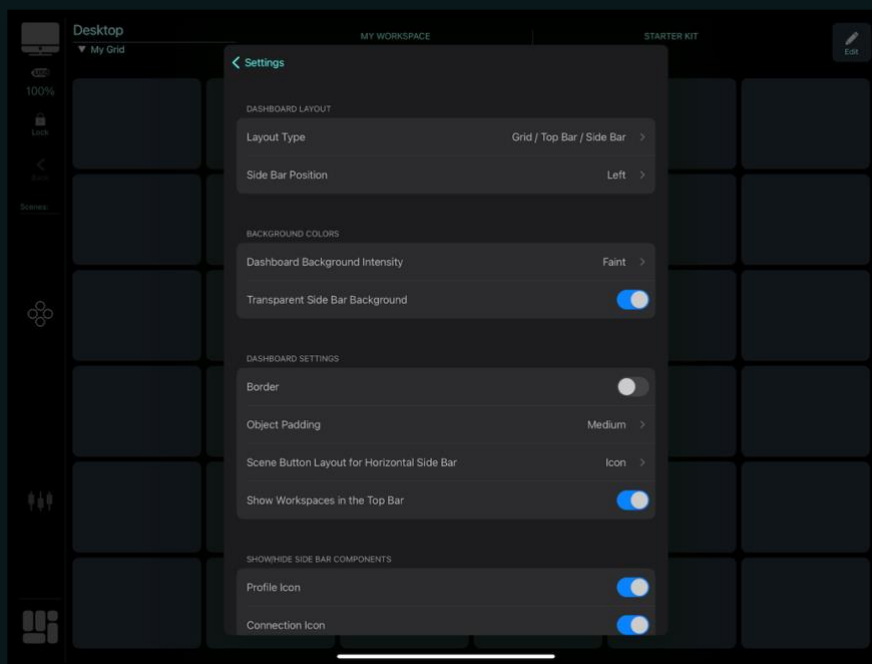 Desktop
▼ My Grid
MY WORKSPACE
STARTER KIT
Edit
USB
100%
Lock
Back
Scenes:
Settings
DASHBOARD LAYOUT
Layout Type Grid / Top Bar / Side Bar
Side Bar Position Left
BACKGROUND COLORS
Dashboard Background Intensity Faint
Transparent Side Bar Background
DASHBOARD SETTINGS
Border
Object Padding Medium
Scene Button Layout for Horizontal Side Bar Icon
Show Workspaces in the Top Bar
SHOW/HIDE SIDE BAR COMPONENTS
Profile Icon
Connection Icon